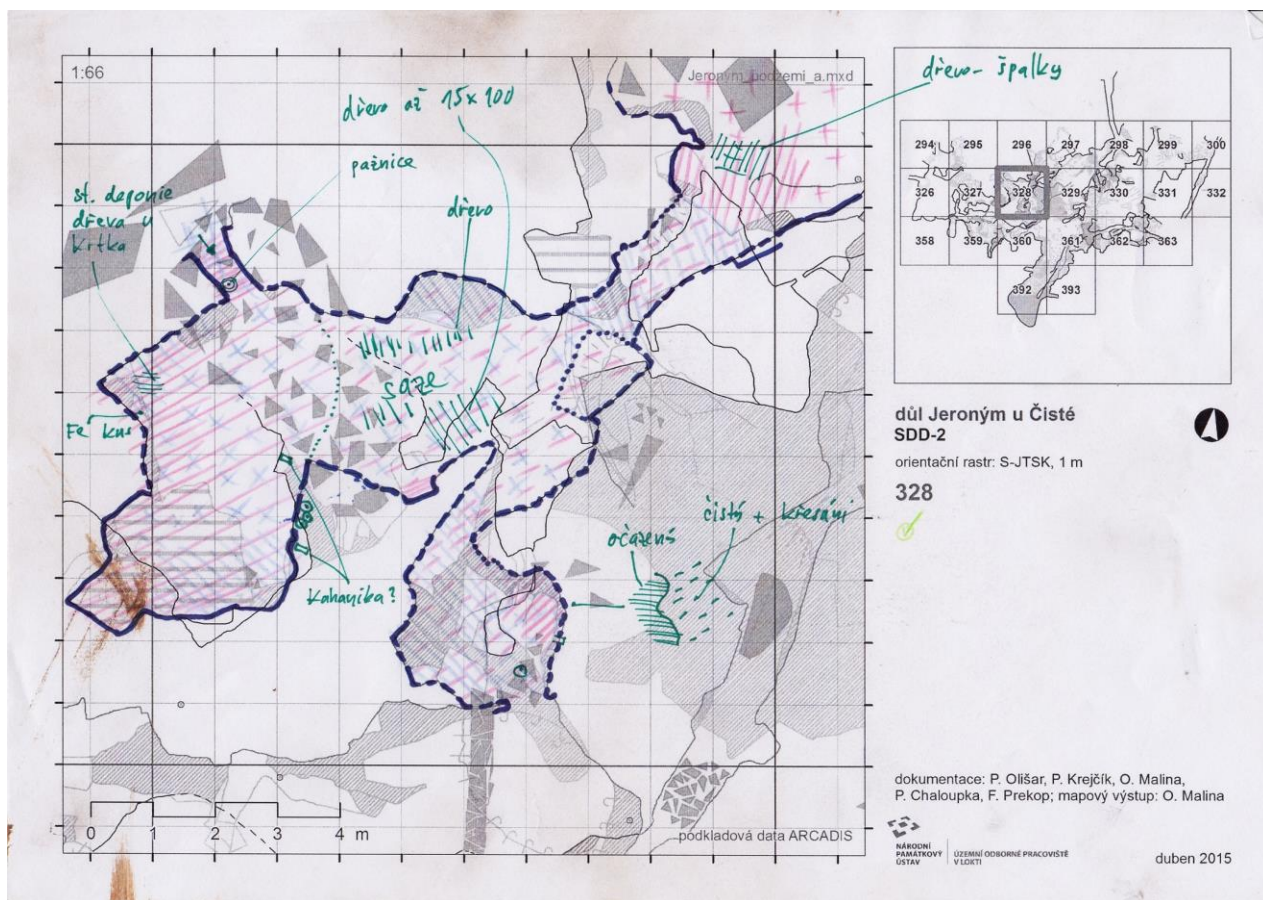 1:66
Jeronym_podzemi_a.mxd
dřevo - špalky
dřevo až 15x100
pažnice
st. deponie
dřeva u
krtka
dřevo
saze
Fe kus
očazený
čistý + křesání
Kahanika?
0 1 2 3 4 m
podkladová data ARCADIS
294 295 296 297 298 299 300
326 327 328 329 330 331 332
358 359 360 361 362 363
392 393
důl Jeroným u Čisté
SDD-2
orientační rastr: S-JTSK, 1 m
328
dokumentace: P. Olišar, P. Krejčík, O. Malina,
P. Chaloupka, F. Prekop; mapový výstup: O. Malina
NÁRODNÍ
PAMÁTKOVÝ
ÚSTAV
ÚZEMNÍ ODBORNÉ PRACOVIŠTĚ
V LOKTI
duben 2015